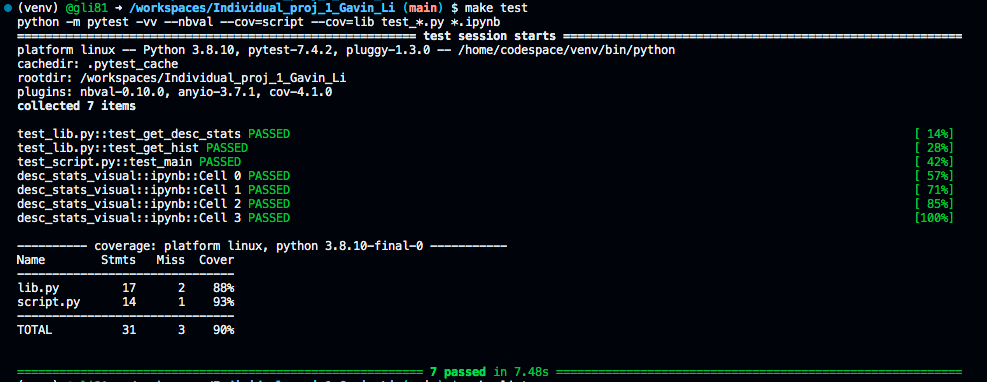 (venv) @gli81 → /workspaces/Individual_proj_1_Gavin_Li (main) $ make test
python -m pytest -vv --nbval --cov=script --cov=lib test_*.py *.ipynb
test session starts
platform linux -- Python 3.8.10, pytest-7.4.2, pluggy-1.3.0 -- /home/codespace/venv/bin/python
cachedir: .pytest_cache
rootdir: /workspaces/Individual_proj_1_Gavin_Li
plugins: nbval-0.10.0, anyio-3.7.1, cov-4.1.0
collected 7 items
test_lib.py::test_get_desc_stats PASSED [ 14%]
test_lib.py::test_get_hist PASSED [ 28%]
test_script.py::test_main PASSED [ 42%]
desc_stats_visual::ipynb::Cell 0 PASSED [ 57%]
desc_stats_visual::ipynb::Cell 1 PASSED [ 71%]
desc_stats_visual::ipynb::Cell 2 PASSED [ 85%]
desc_stats_visual::ipynb::Cell 3 PASSED [100%]
---------- coverage: platform linux, python 3.8.10-final-0 -----------
Name Stmts Miss Cover
lib.py 17 2 88%
script.py 14 1 93%
TOTAL 31 3 90%
7 passed in 7.48s